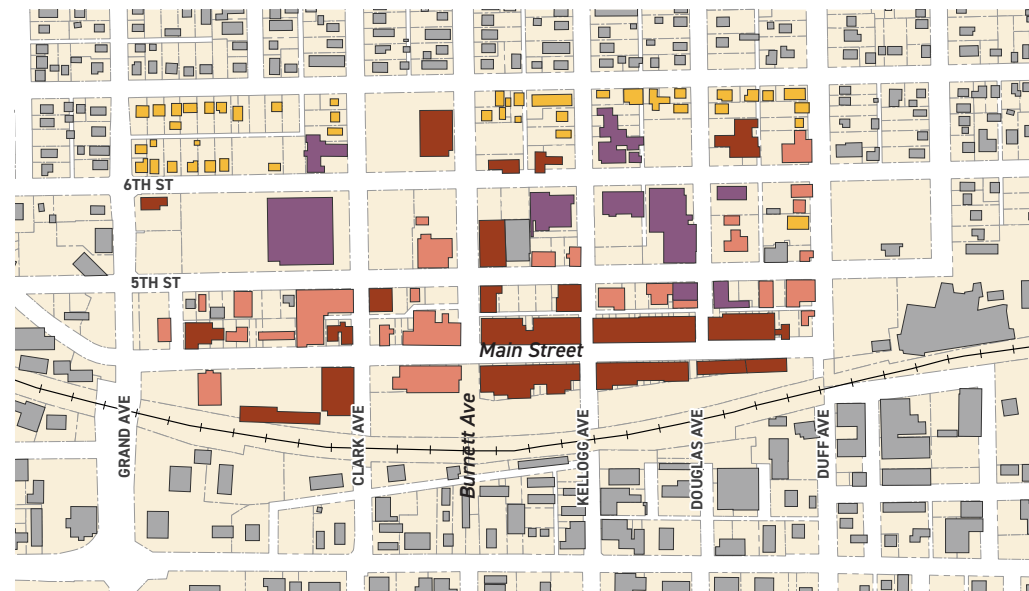 6TH ST
5TH ST
Main Street
GRAND AVE
CLARK AVE
Burnett Ave
KELLOGG AVE
DOUGLAS AVE
DUFF AVE